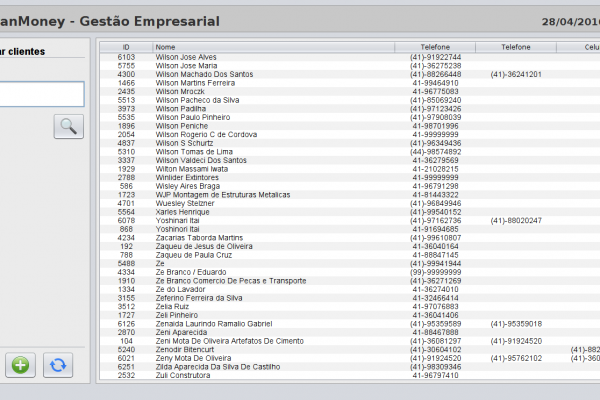 anMoney - Gestão Empresarial
28/04/2016
ar clientes
ID Nome Telefone Telefone Celu
6103 Wilson Jose Alves (41)-91922744
5755 Wilson Jose Maria (41)-36275238
4300 Wilson Machado Dos Santos (41)-88266448 (41)-36241201
1466 Wilson Martins Ferreira 41-99464910
2435 Wilson Mroczk 41-96775083
5513 Wilson Pacheco da Silva (41)-85069240
3973 Wilson Padilha (41)-97123426
5535 Wilson Paulo Pinheiro (41)-97908039
1896 Wilson Peniche 41-98701996
2054 Wilson Rogerio C de Cordova 41-99999999
4837 Wilson S Schurtz (41)-96349436
5310 Wilson Tomas de Lima (44)-98574892
3337 Wilson Valdeci Dos Santos 41-36279569
1929 Wilton Massami Iwata 41-21028215
2788 Winlider Extintores 41-99999999
586 Wisley Aires Braga 41-96791298
1723 WJP Montagem de Estruturas Metalicas 41-81443322
4701 Wuesley Stelzner (41)-96849946
5564 Xarles Henrique (41)-99540152
6078 Yoshinari Itai (41)-97162736 (41)-88020247
868 Yoshinori Itai 41-91694685
4234 Zacarias Taborda Martins (41)-99610807
192 Zaqueu de Jesus de Oliveira 41-36040164
788 Zaqueu de Paula Cruz 41-88847145
5488 Ze (41)-99941944
4334 Ze Branco / Eduardo (99)-99999999
1910 Ze Branco Comercio De Pecas e Transporte (41)-36271269
1334 Ze do Lavador 41-36274010
3155 Zeferino Ferreira da Silva 41-32466414
3512 Zelia Ruiz 41-97076883
1727 Zeli Pinheiro 41-36041406
6126 Zenaida Laurindo Ramalio Gabriel (41)-95359589 (41)-95359018
2870 Zeni Aparecida 41-88467888
104 Zeni Mota De Oliveira Artefatos De Cimento (41)-36081297 (41)-91924520
5240 Zenodir Bitencurt (41)-30604102 (41)-882
6021 Zeny Mota De Oliveira (41)-91924520 (41)-95762102 (41)-360
6251 Zilda Aparecida Da Silva De Castilho (41)-98309346
2532 Zuli Construtora 41-96797410